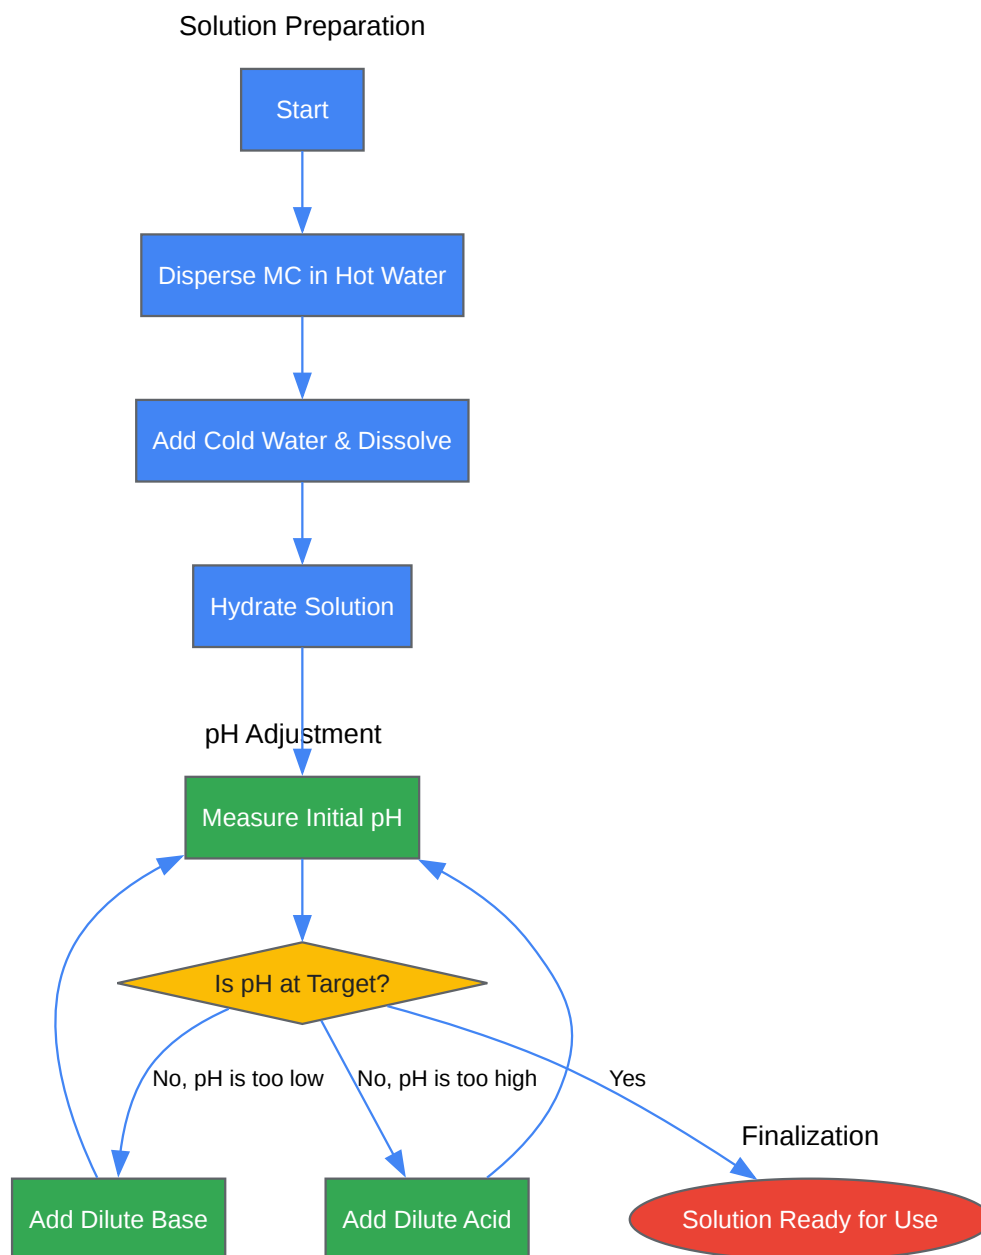 Solution Preparation
Start
Disperse MC in Hot Water
Add Cold Water & Dissolve
Hydrate Solution
pH Adjustment
Measure Initial pH
Is pH at Target?
No, pH is too low
No, pH is too high
Yes
Finalization
Add Dilute Base
Add Dilute Acid
Solution Ready for Use